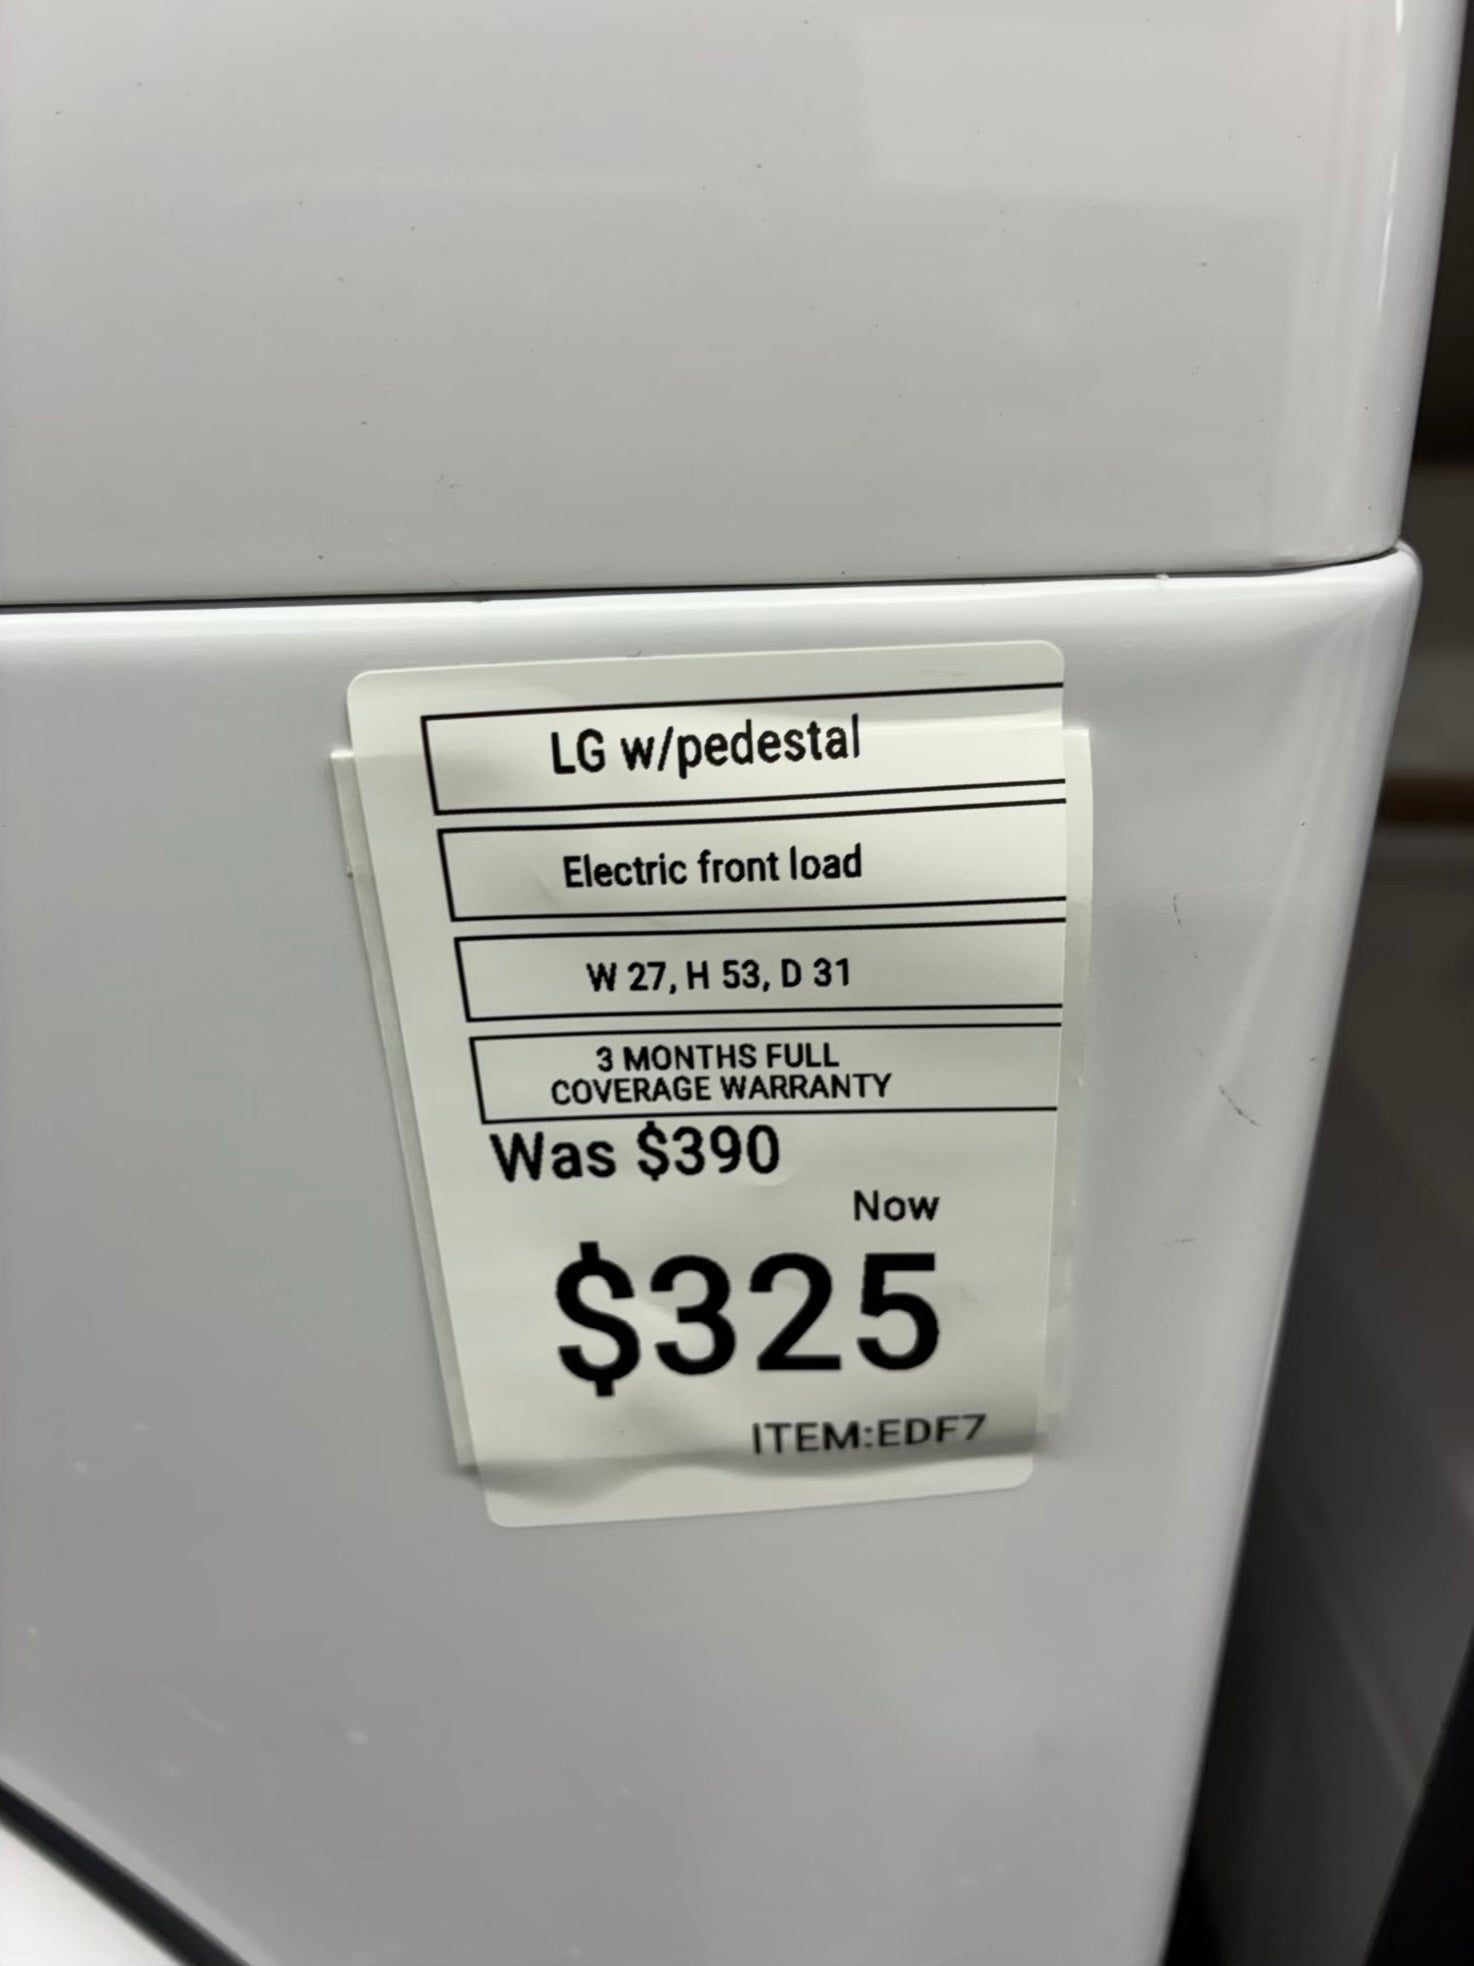 LG w/pedestal
Electric front load
W 27, H 53, D 31
3 MONTHS FULL
COVERAGE WARRANTY
Was $390
Now
$325
ITEM:EDF7